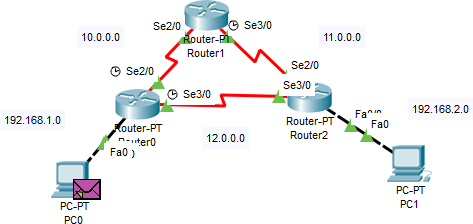 10.0.0.0
Se2/0
Router-PT
Router1
Se3/0
11.0.0.0
Se2/0
Se3/0
Se2/0
Se3/0
192.168.1.0
Router-PT
Router0
Fa0
12.0.0.0
Router-PT
Router2
Fa0
192.168.2.0
PC-PT
PC0
PC-PT
PC1